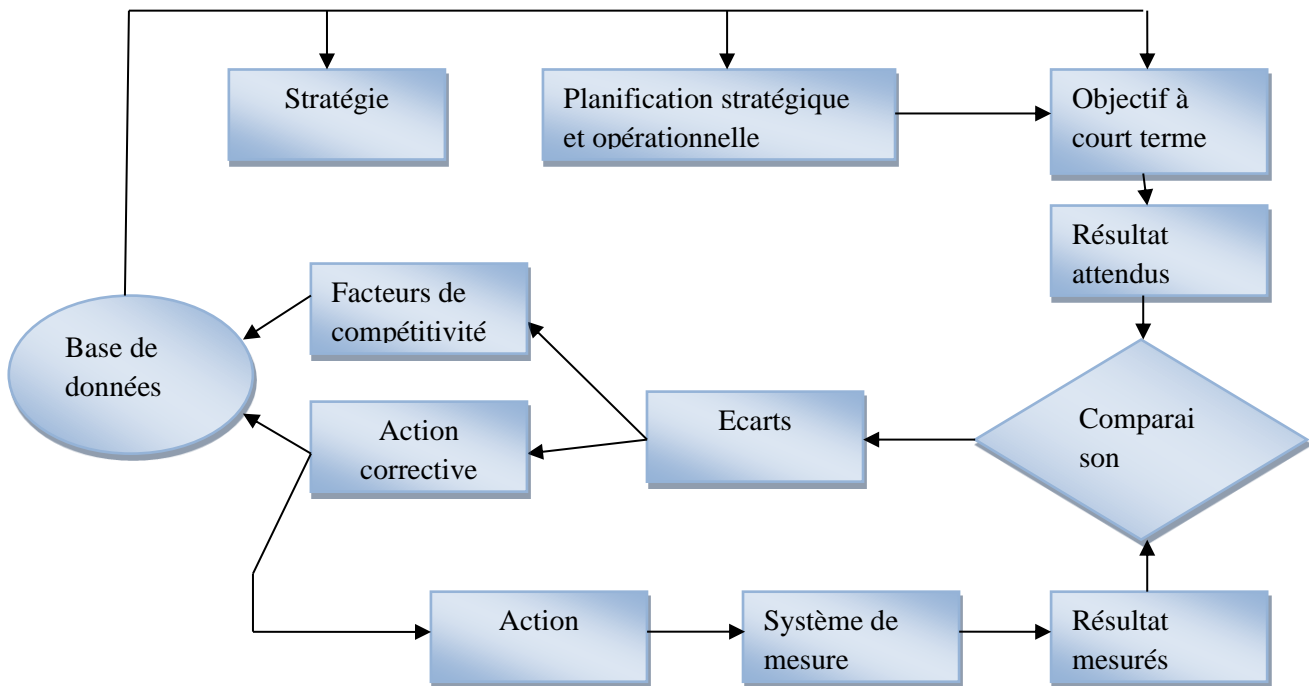 Stratégie
Planification stratégique
et opérationnelle
Objectif à
court terme
Résultat
attendus
Facteurs de
compétitivité
Base de
données
Action
corrective
Ecarts
Comparai
son
Action
Système de
mesure
Résultat
mesurés